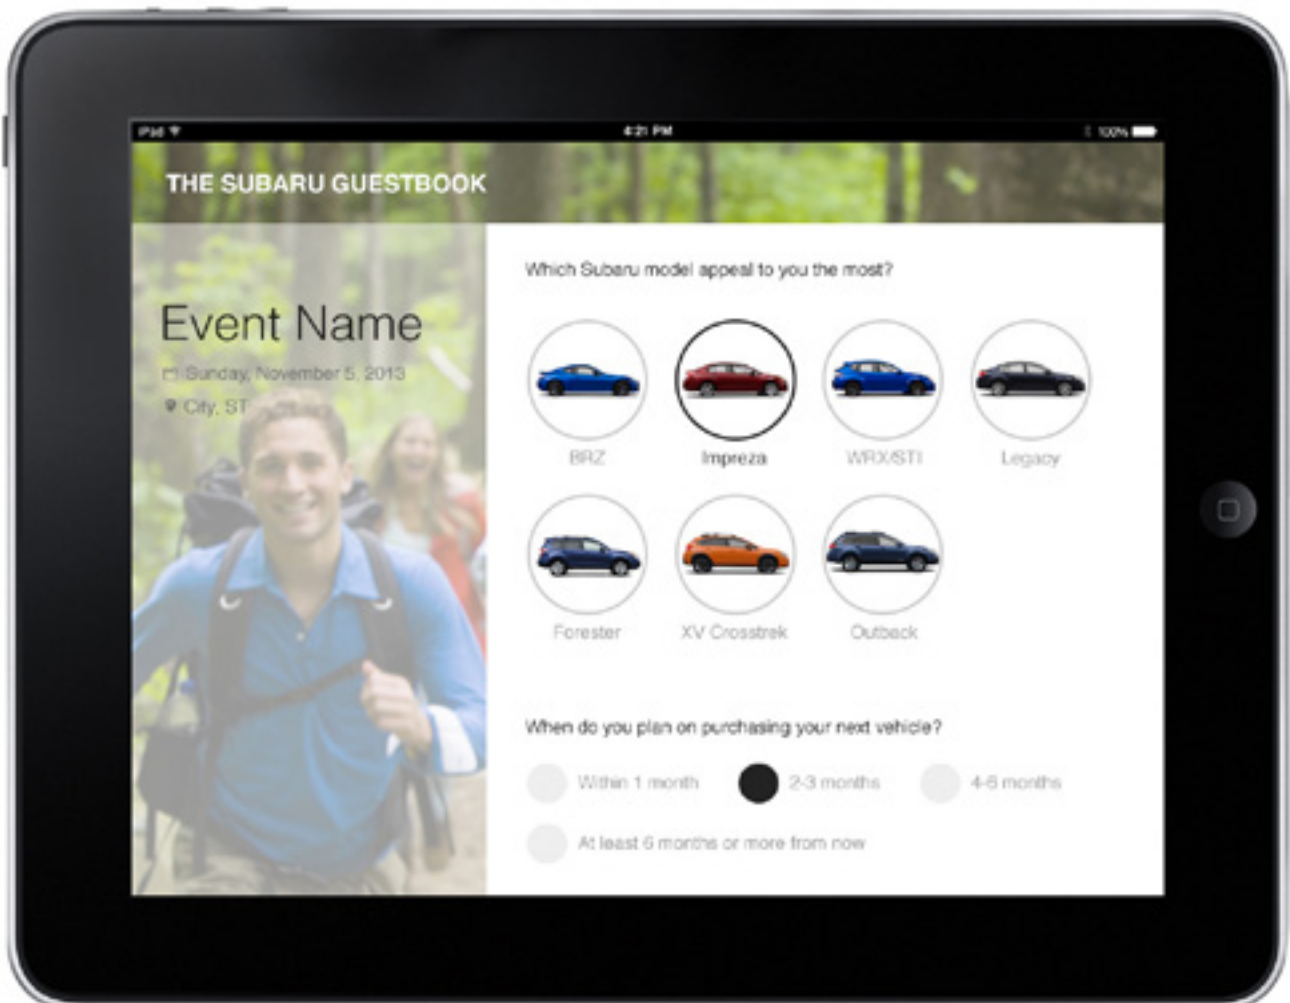 iPad
4:21 PM
100%
THE SUBARU GUESTBOOK
Event Name
Sunday, November 5, 2013
City, ST
Which Subaru model appeal to you the most?
BRZ
Impreza
WRX/STI
Legacy
Forester
XV Crosstrek
Outback
When do you plan on purchasing your next vehicle?
Within 1 month
2-3 months
4-6 months
At least 6 months or more from now